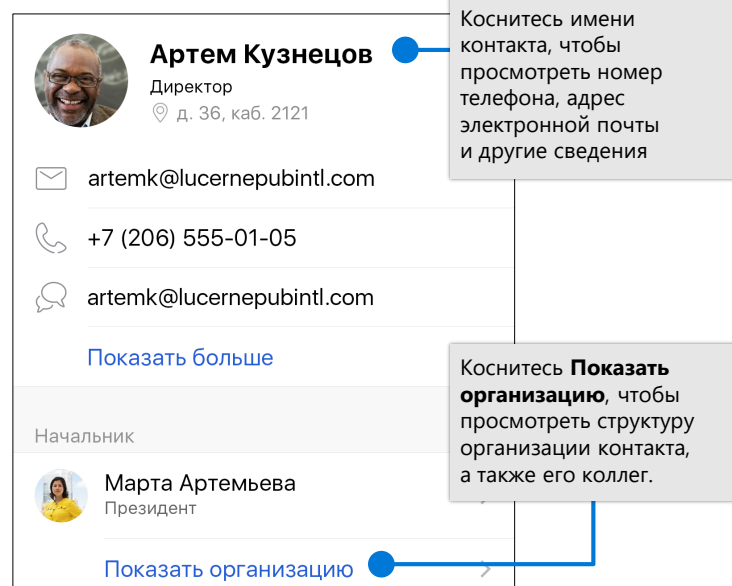 Артем Кузнецов
Директор
д. 36, каб. 2121
Коснитесь имени
контакта, чтобы
просмотреть номер
телефона, адрес
электронной почты
и другие сведения
artemk@lucernepubintl.com
+7 (206) 555-01-05
artemk@lucernepubintl.com
Показать больше
Коснитесь Показать
организацию, чтобы
просмотреть структуру
организации контакта,
а также его коллег.
Начальник
Марта Артемьева
Президент
Показать организацию